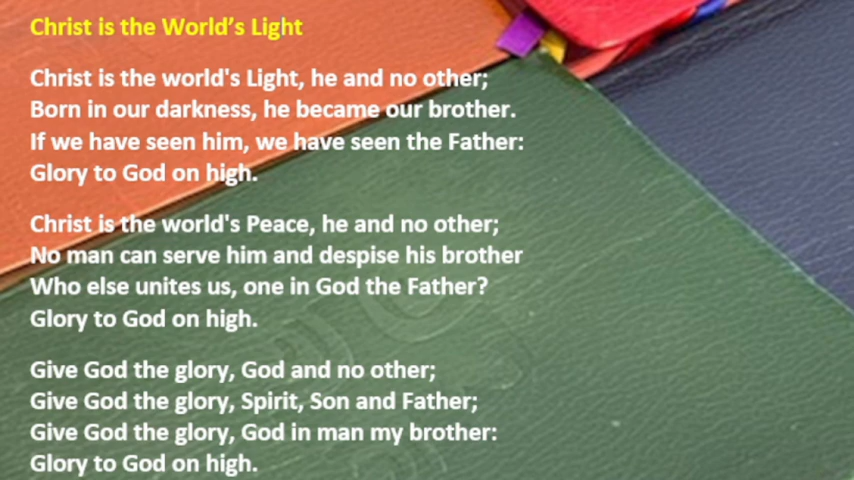 Christ is the World’s Light
Christ is the world's Light, he and no other;
Born in our darkness, he became our brother.
If we have seen him, we have seen the Father:
Glory to God on high.
Christ is the world's Peace, he and no other;
No man can serve him and despise his brother
Who else unites us, one in God the Father?
Glory to God on high.
Give God the glory, God and no other;
Give God the glory, Spirit, Son and Father;
Give God the glory, God in man my brother:
Glory to God on high.